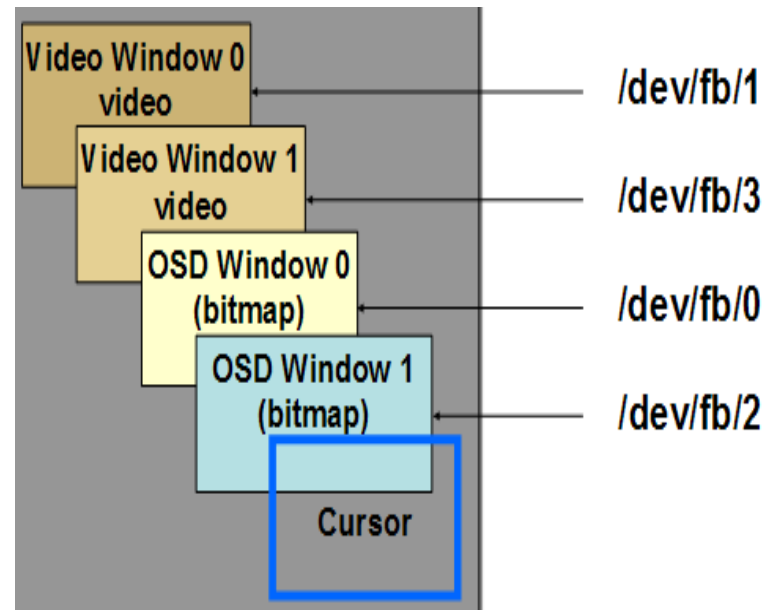 Video Window 0
video
/dev/fb/1
Video Window 1
video
/dev/fb/3
OSD Window 0
(bitmap)
/dev/fb/0
OSD Window 1
(bitmap)
/dev/fb/2
Cursor